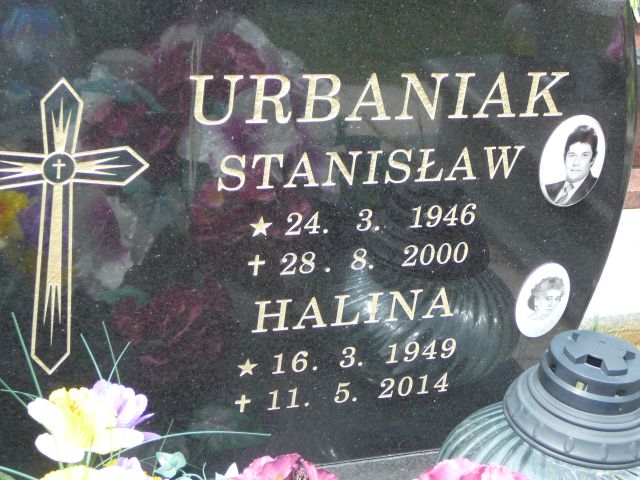 URBANIAK
STANISŁAW
★ 24. 3. 1946
✝ 28. 8. 2000
HALINA
★ 16. 3. 1949
✝ 11. 5. 2014